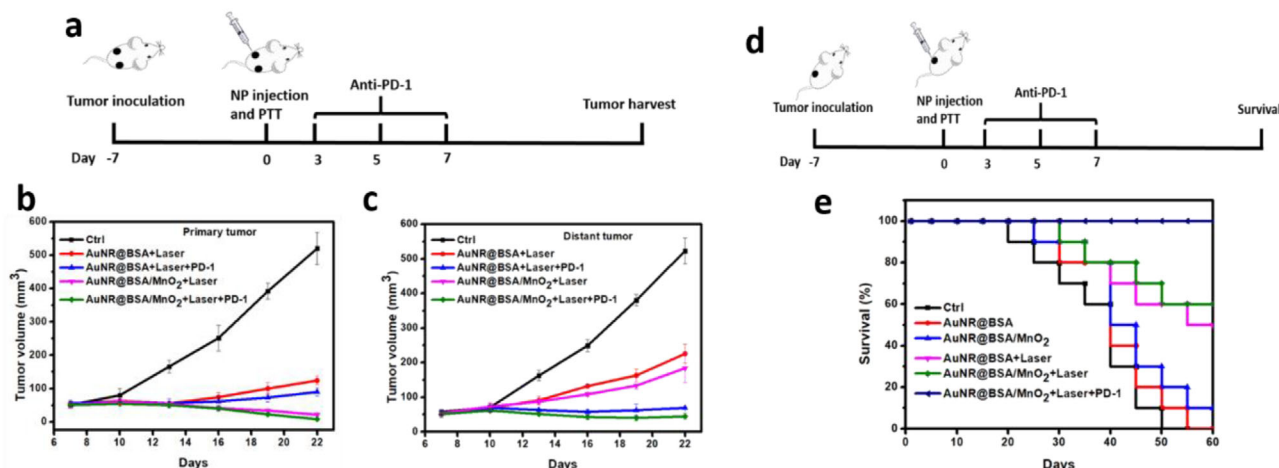 a
Tumor inoculation
NP injection
and PTT
Anti-PD-1
Tumor harvest
Day -7 0 3 5 7
d
Tumor inoculation
NP injection
and PTT
Anti-PD-1
Survival
Day -7 0 3 5 7
b
Primary tumor
Ctrl
AuNR@BSA+Laser
AuNR@BSA+Laser+PD-1
AuNR@BSA/MnO₂+Laser
AuNR@BSA/MnO₂+Laser+PD-1
Tumor volume (mm³)
600
500
400
300
200
100
0
6 8 10 12 14 16 18 20 22
Days
c
Distant tumor
Ctrl
AuNR@BSA+Laser
AuNR@BSA+Laser+PD-1
AuNR@BSA/MnO₂+Laser
AuNR@BSA/MnO₂+Laser+PD-1
Tumor volume (mm³)
600
500
400
300
200
100
0
6 8 10 12 14 16 18 20 22
Days
e
Survival (%)
100
80
60
40
20
0
Ctrl
AuNR@BSA
AuNR@BSA/MnO₂
AuNR@BSA+Laser
AuNR@BSA/MnO₂+Laser
AuNR@BSA/MnO₂+Laser+PD-1
0 10 20 30 40 50 60
Days